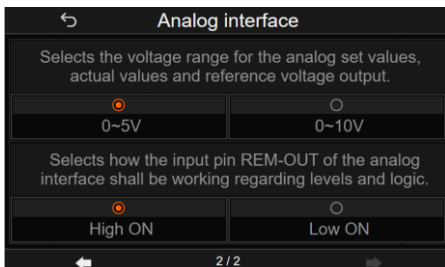 Analog interface
Selects the voltage range for the analog set values,
actual values and reference voltage output.
0~5V
0~10V
Selects how the input pin REM-OUT of the analog
interface shall be working regarding levels and logic.
High ON
Low ON
2 / 2